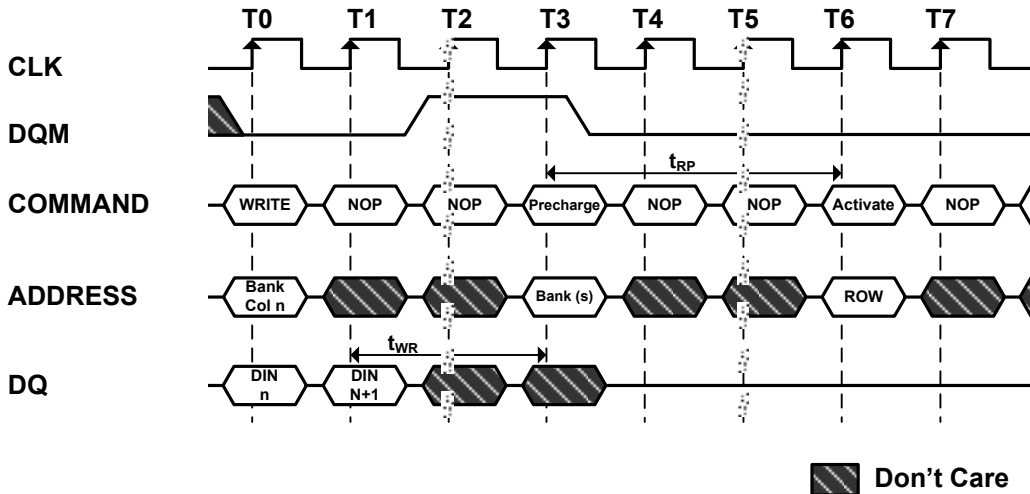 T0 T1 T2 T3 T4 T5 T6 T7
CLK
DQM
tRP
COMMAND WRITE NOP NOP Precharge NOP NOP Activate NOP
ADDRESS Bank Col n Bank (s) ROW
tWR
DQ DIN n DIN N+1
Don't Care